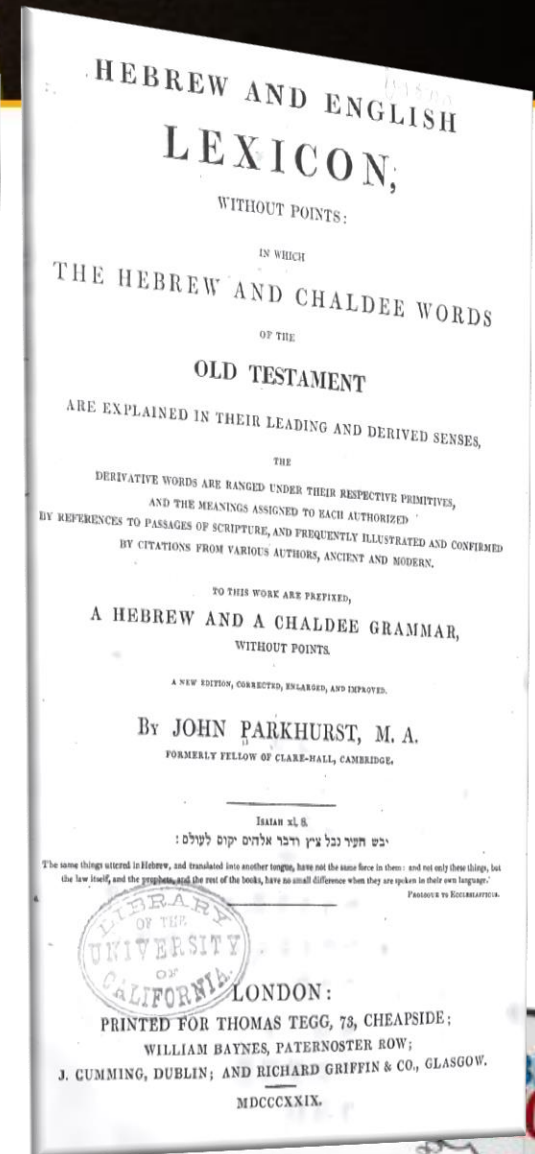 HEBREW AND ENGLISH
LEXICON;
WITHOUT POINTS:
IN WHICH
THE HEBREW AND CHALDEE WORDS
OF THE
OLD TESTAMENT
ARE EXPLAINED IN THEIR LEADING AND DERIVED SENSES,
THE
DERIVATIVE WORDS ARE RANGED UNDER THEIR RESPECTIVE PRIMITIVES,
AND THE MEANINGS ASSIGNED TO EACH AUTHORIZED
BY REFERENCES TO PASSAGES OF SCRIPTURE, AND FREQUENTLY ILLUSTRATED AND CONFIRMED
BY CITATIONS FROM VARIOUS AUTHORS, ANCIENT AND MODERN.
TO THIS WORK ARE PREFIXED,
A HEBREW AND A CHALDEE GRAMMAR,
WITHOUT POINTS.
A NEW EDITION, CORRECTED, ENLARGED, AND IMPROVED.
BY JOHN PARKHURST, M. A.
FORMERLY FELLOW OF CLARE-HALL, CAMBRIDGE.
ISAIAH xl, 8.
יבש חציר נבל ציץ ודבר אלהים יקום לעולם :
The same things uttered in Hebrew, and translated into another tongue, have not the same force in them: and not only these things, but
the law itself, and the prophets, and the rest of the books, have no small difference when they are spoken in their own language.'
PROLOGUE TO ECCLESIASTICUS.
LIBRARY
OF THE
UNIVERSITY
OF
CALIFORNIA.
LONDON:
PRINTED FOR THOMAS TEGG, 73, CHEAPSIDE;
WILLIAM BAYNES, PATERNOSTER ROW;
J. CUMMING, DUBLIN; AND RICHARD GRIFFIN & CO., GLASGOW.
MDCCCXXIX.